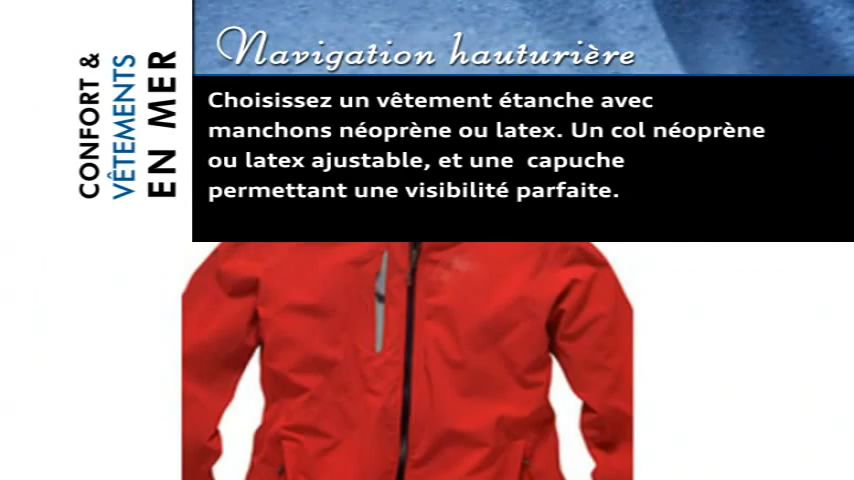 CONFORT &
VÊTEMENTS
EN MER
Navigation hauturière
Choisissez un vêtement étanche avec
manchons néoprène ou latex. Un col néoprène
ou latex ajustable, et une capuche
permettant une visibilité parfaite.